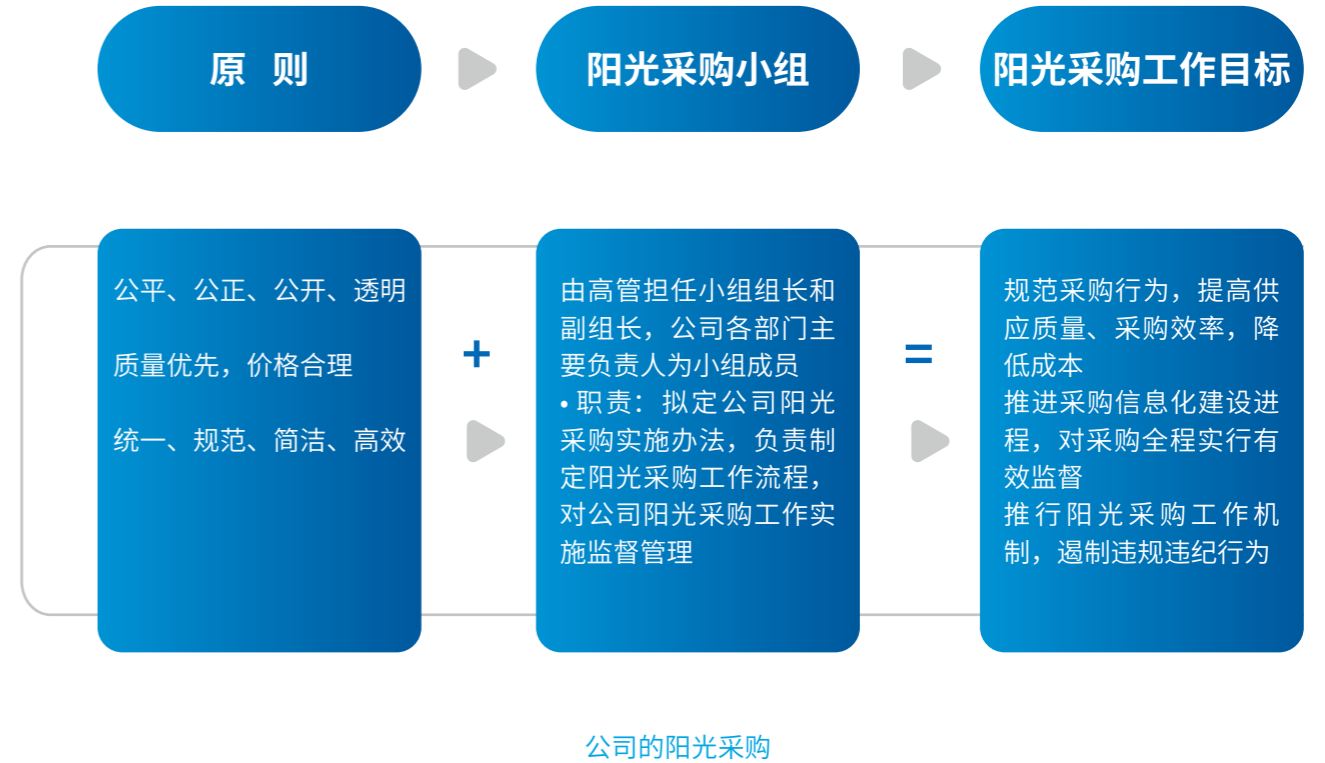 原 则
阳光采购小组
阳光采购工作目标
公平、公正、公开、透明
质量优先，价格合理
统一、规范、简洁、高效
+
由高管担任小组组长和
副组长，公司各部门主
要负责人为小组成员
• 职责：拟定公司阳光
采购实施办法，负责制
定阳光采购工作流程，
对公司阳光采购工作实
施监督管理
=
规范采购行为，提高供
应质量、采购效率，降
低成本
推进采购信息化建设进
程，对采购全程实行有
效监督
推行阳光采购工作机
制，遏制违规违纪行为
公司的阳光采购